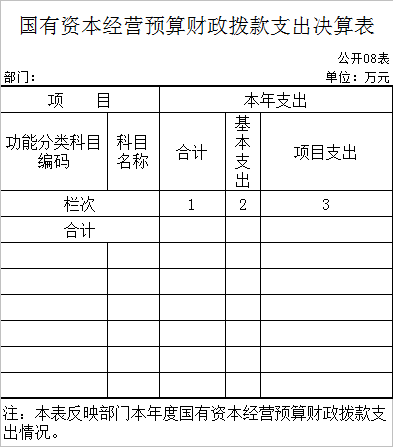 国有资本经营预算财政拨款支出决算表
公开08表
部门： 单位：万元
项 目 本年支出
功能分类科目编码 科目名称 合计 基本支出 项目支出
栏次 1 2 3
合计
注：本表反映部门本年度国有资本经营预算财政拨款支
出情况。